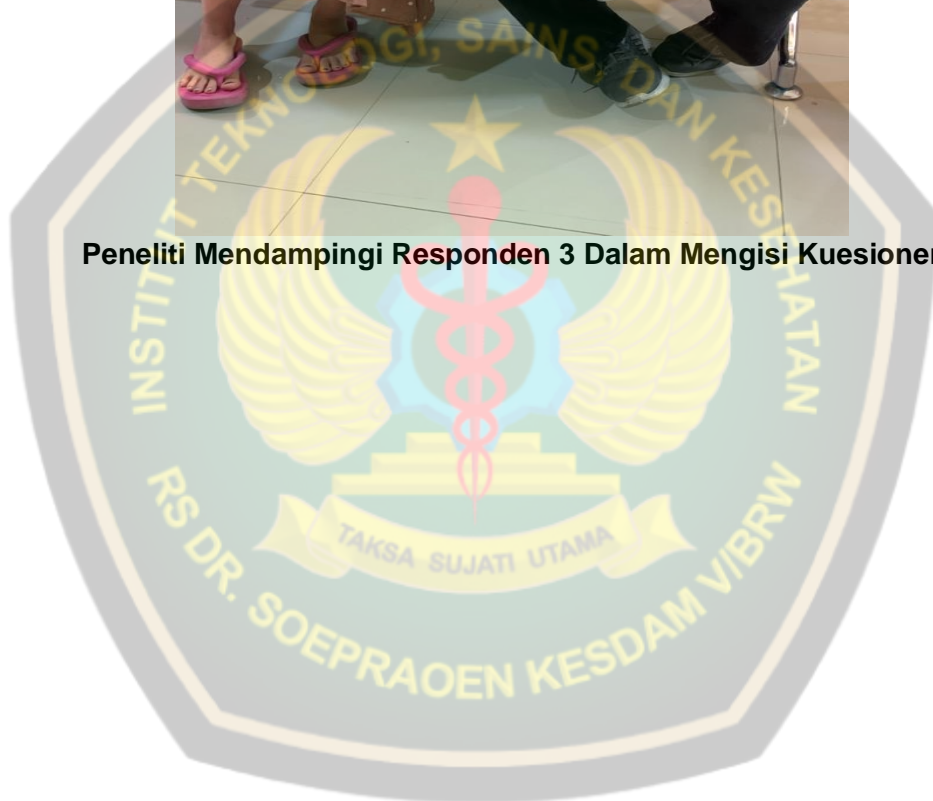 INSTITUT TEKNOLOGI, SAINS, DAN KESEHATAN
Peneliti Mendampingi Responden 3 Dalam Mengisi Kuesioner
TAKSA SUJATI UTAMA
RS DR. SOEPRAOEN KESDAM V/BRW